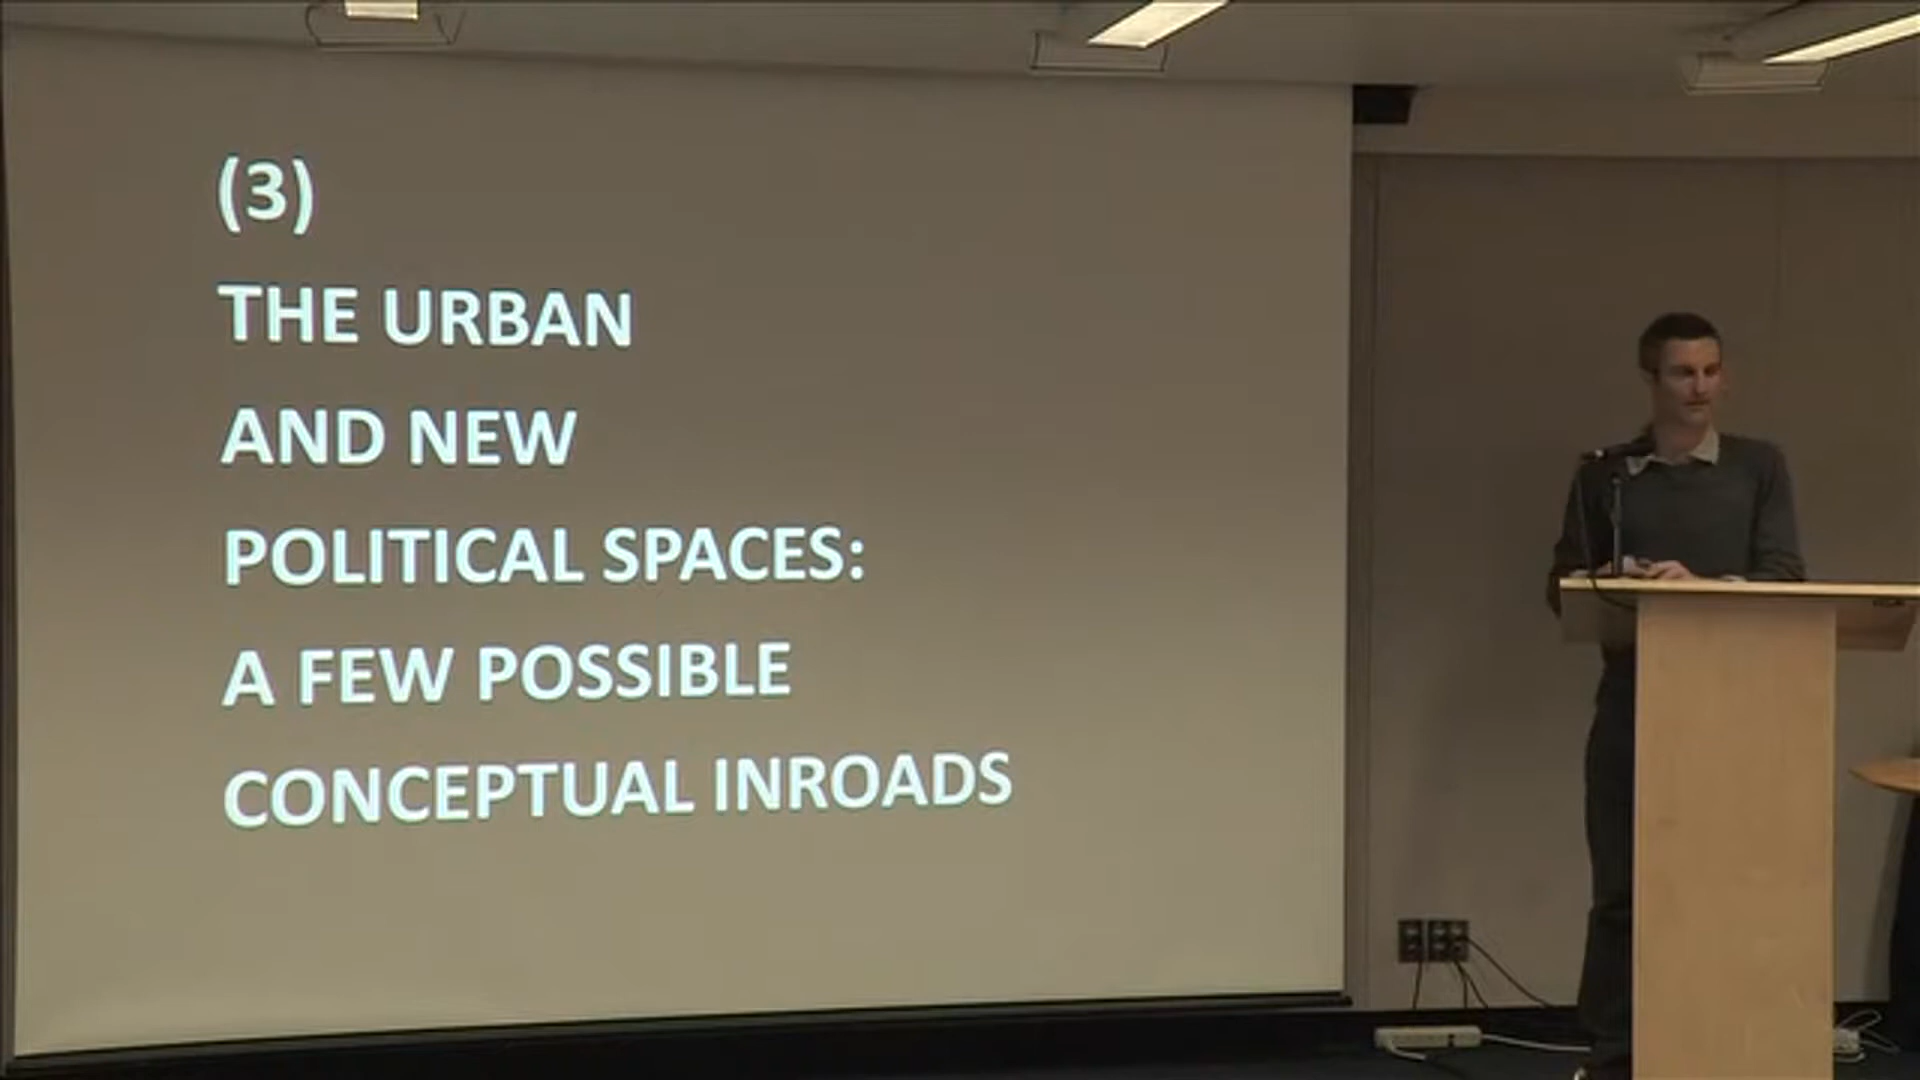 (3)
THE URBAN
AND NEW
POLITICAL SPACES:
A FEW POSSIBLE
CONCEPTUAL INROADS